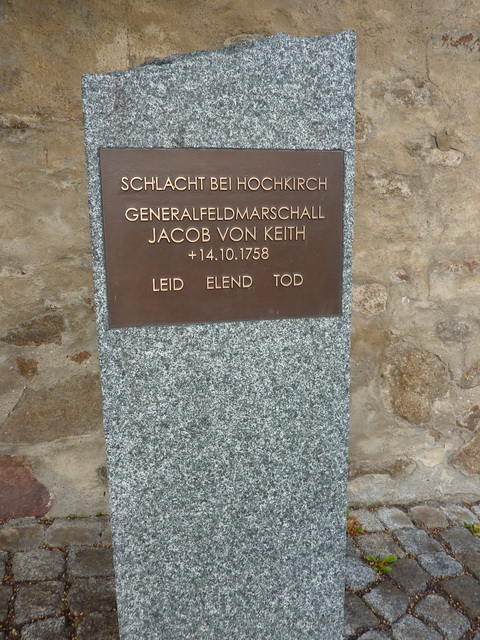 SCHLACHT BEI HOCHKIRCH
GENERALFELDMARSCHALL
JACOB VON KEITH
+14.10.1758
LEID ELEND TOD